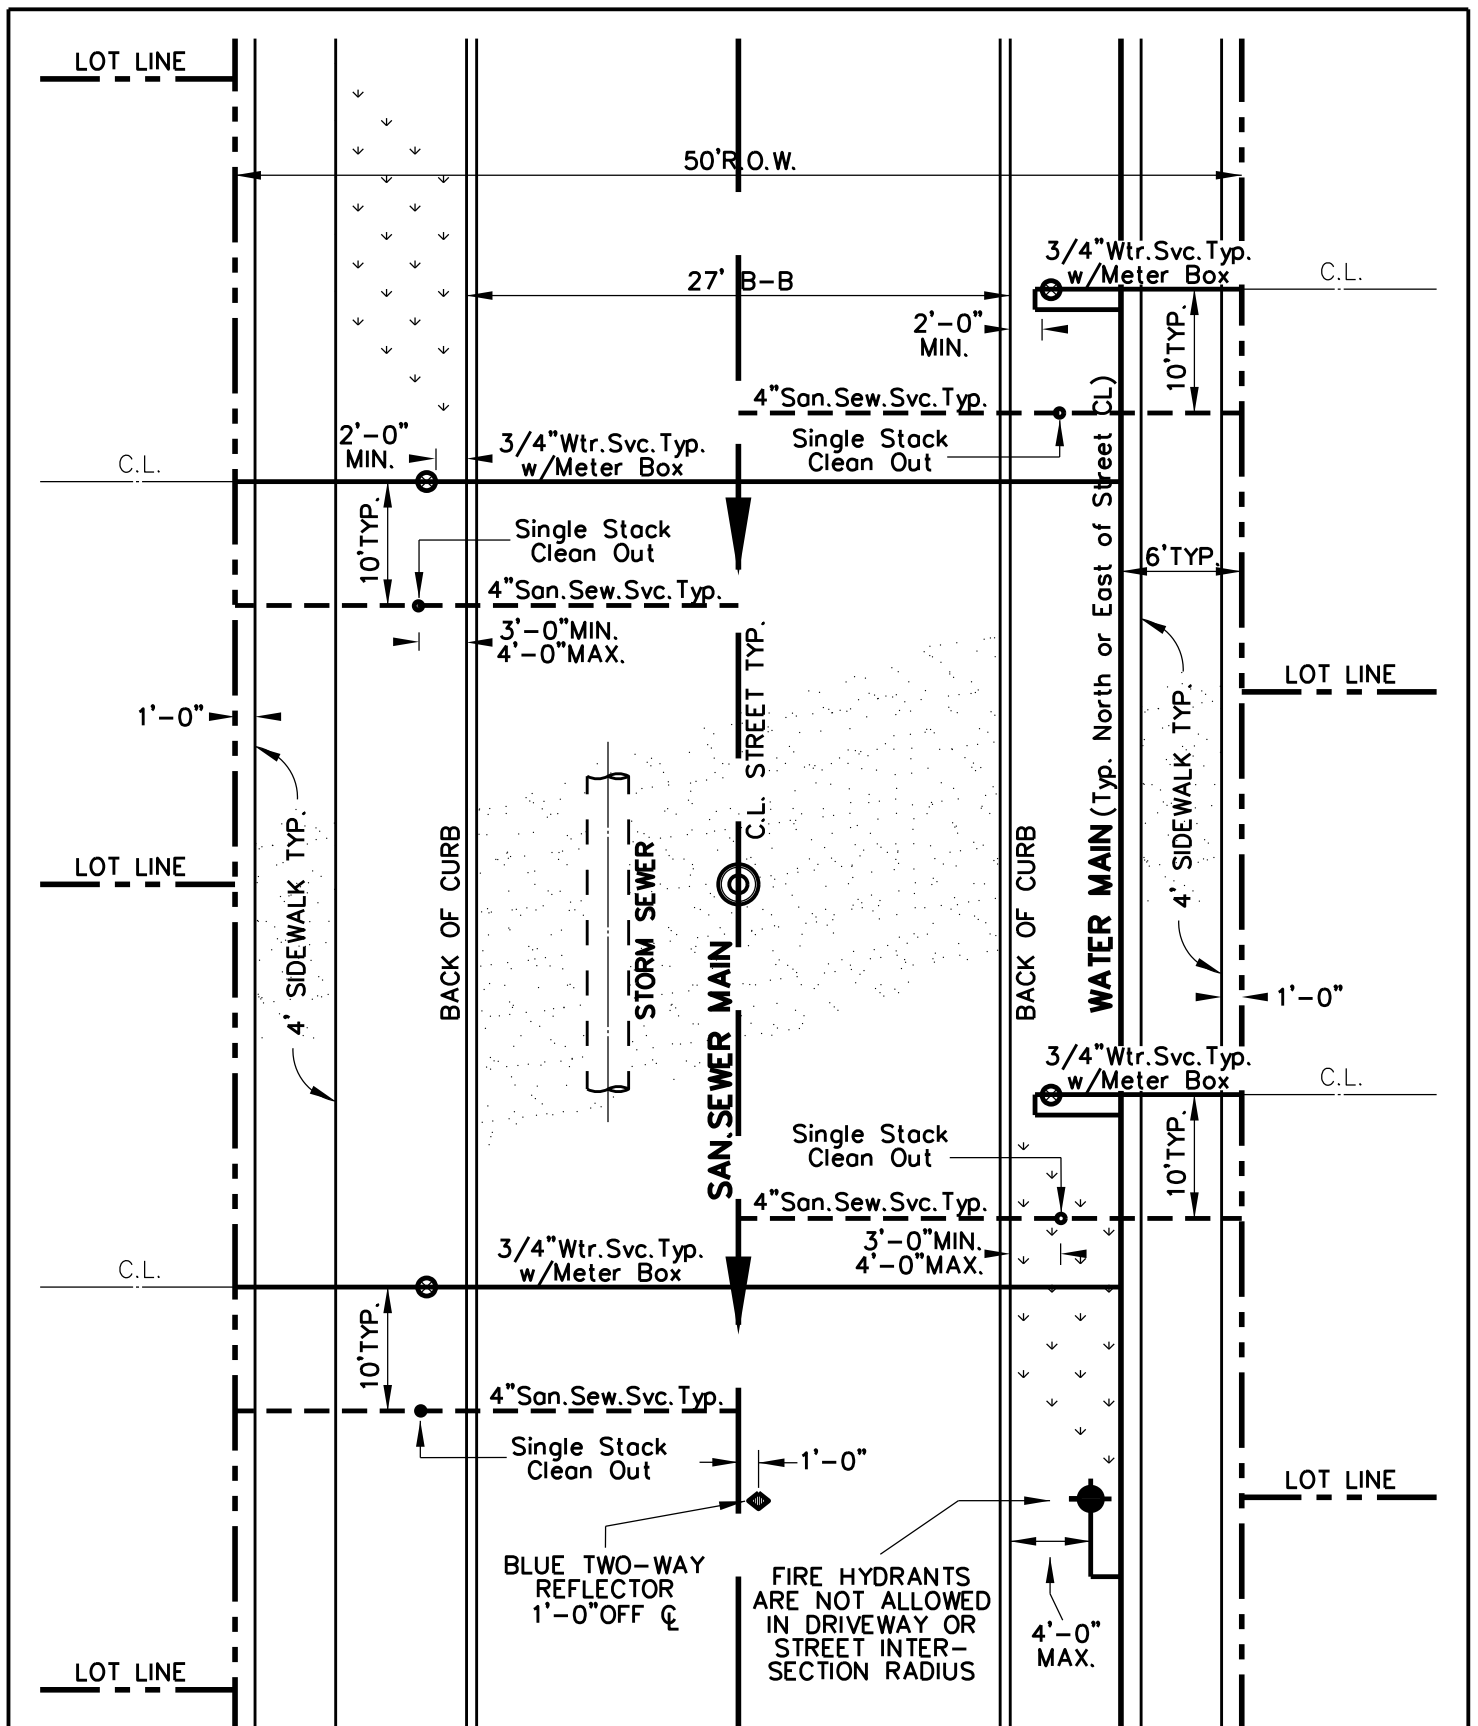 LOT LINE
50'R.O.W.
3/4"Wtr.Svc.Typ.
w/Meter Box
C.L.
27' B-B
2'-0"
MIN.
10'TYP.
4"San.Sew.Svc.Typ.
Single Stack
Clean Out
2'-0"
MIN.
3/4"Wtr.Svc.Typ.
w/Meter Box
C.L.
10'TYP.
Single Stack
Clean Out
4"San.Sew.Svc.Typ.
3'-0"MIN.
4'-0"MAX.
6'TYP.
C.L. STREET TYP.
WATER MAIN (Typ. North or East of Street CL)
LOT LINE
1'-0"
4' SIDEWALK TYP.
4' SIDEWALK TYP.
LOT LINE
BACK OF CURB
STORM SEWER
SAN.SEWER MAIN
BACK OF CURB
1'-0"
3/4"Wtr.Svc.Typ.
w/Meter Box
C.L.
10'TYP.
Single Stack
Clean Out
4"San.Sew.Svc.Typ.
3'-0"MIN.
4'-0"MAX.
3/4"Wtr.Svc.Typ.
w/Meter Box
C.L.
10'TYP.
4"San.Sew.Svc.Typ.
Single Stack
Clean Out
1'-0"
LOT LINE
BLUE TWO-WAY
REFLECTOR
1'-0"OFF ℄
FIRE HYDRANTS
ARE NOT ALLOWED
IN DRIVEWAY OR
STREET INTER-
SECTION RADIUS
4'-0"
MAX.
LOT LINE